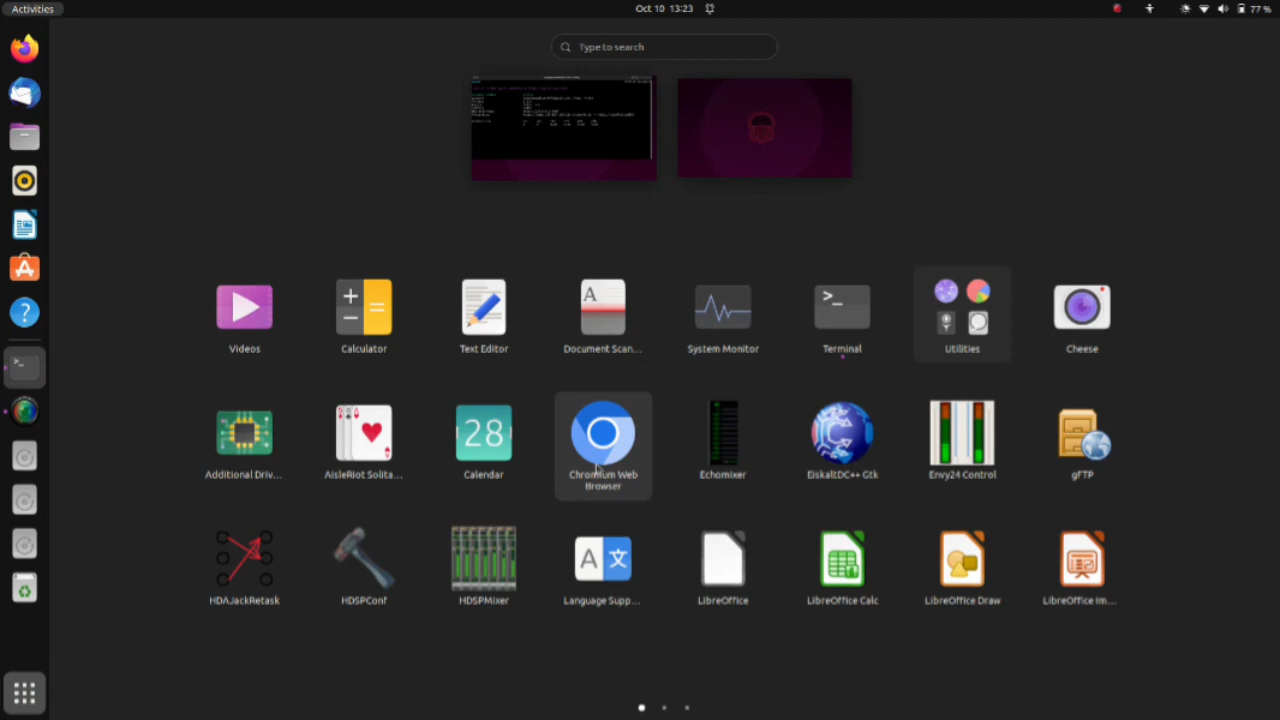 Activities
Oct 10 13:23
77 %
Type to search
Videos
Calculator
Text Editor
Document Scan...
System Monitor
Terminal
Utilities
Cheese
Additional Driv...
AisleRiot Solita...
Calendar
Chromium Web
Browser
Echomixer
EiskaltDC++ Gtk
Envy24 Control
gFTP
HDAJackRetask
HDSPConf
HDSPMixer
Language Supp...
LibreOffice
LibreOffice Calc
LibreOffice Draw
LibreOffice Im...
28
A
A 文
>_